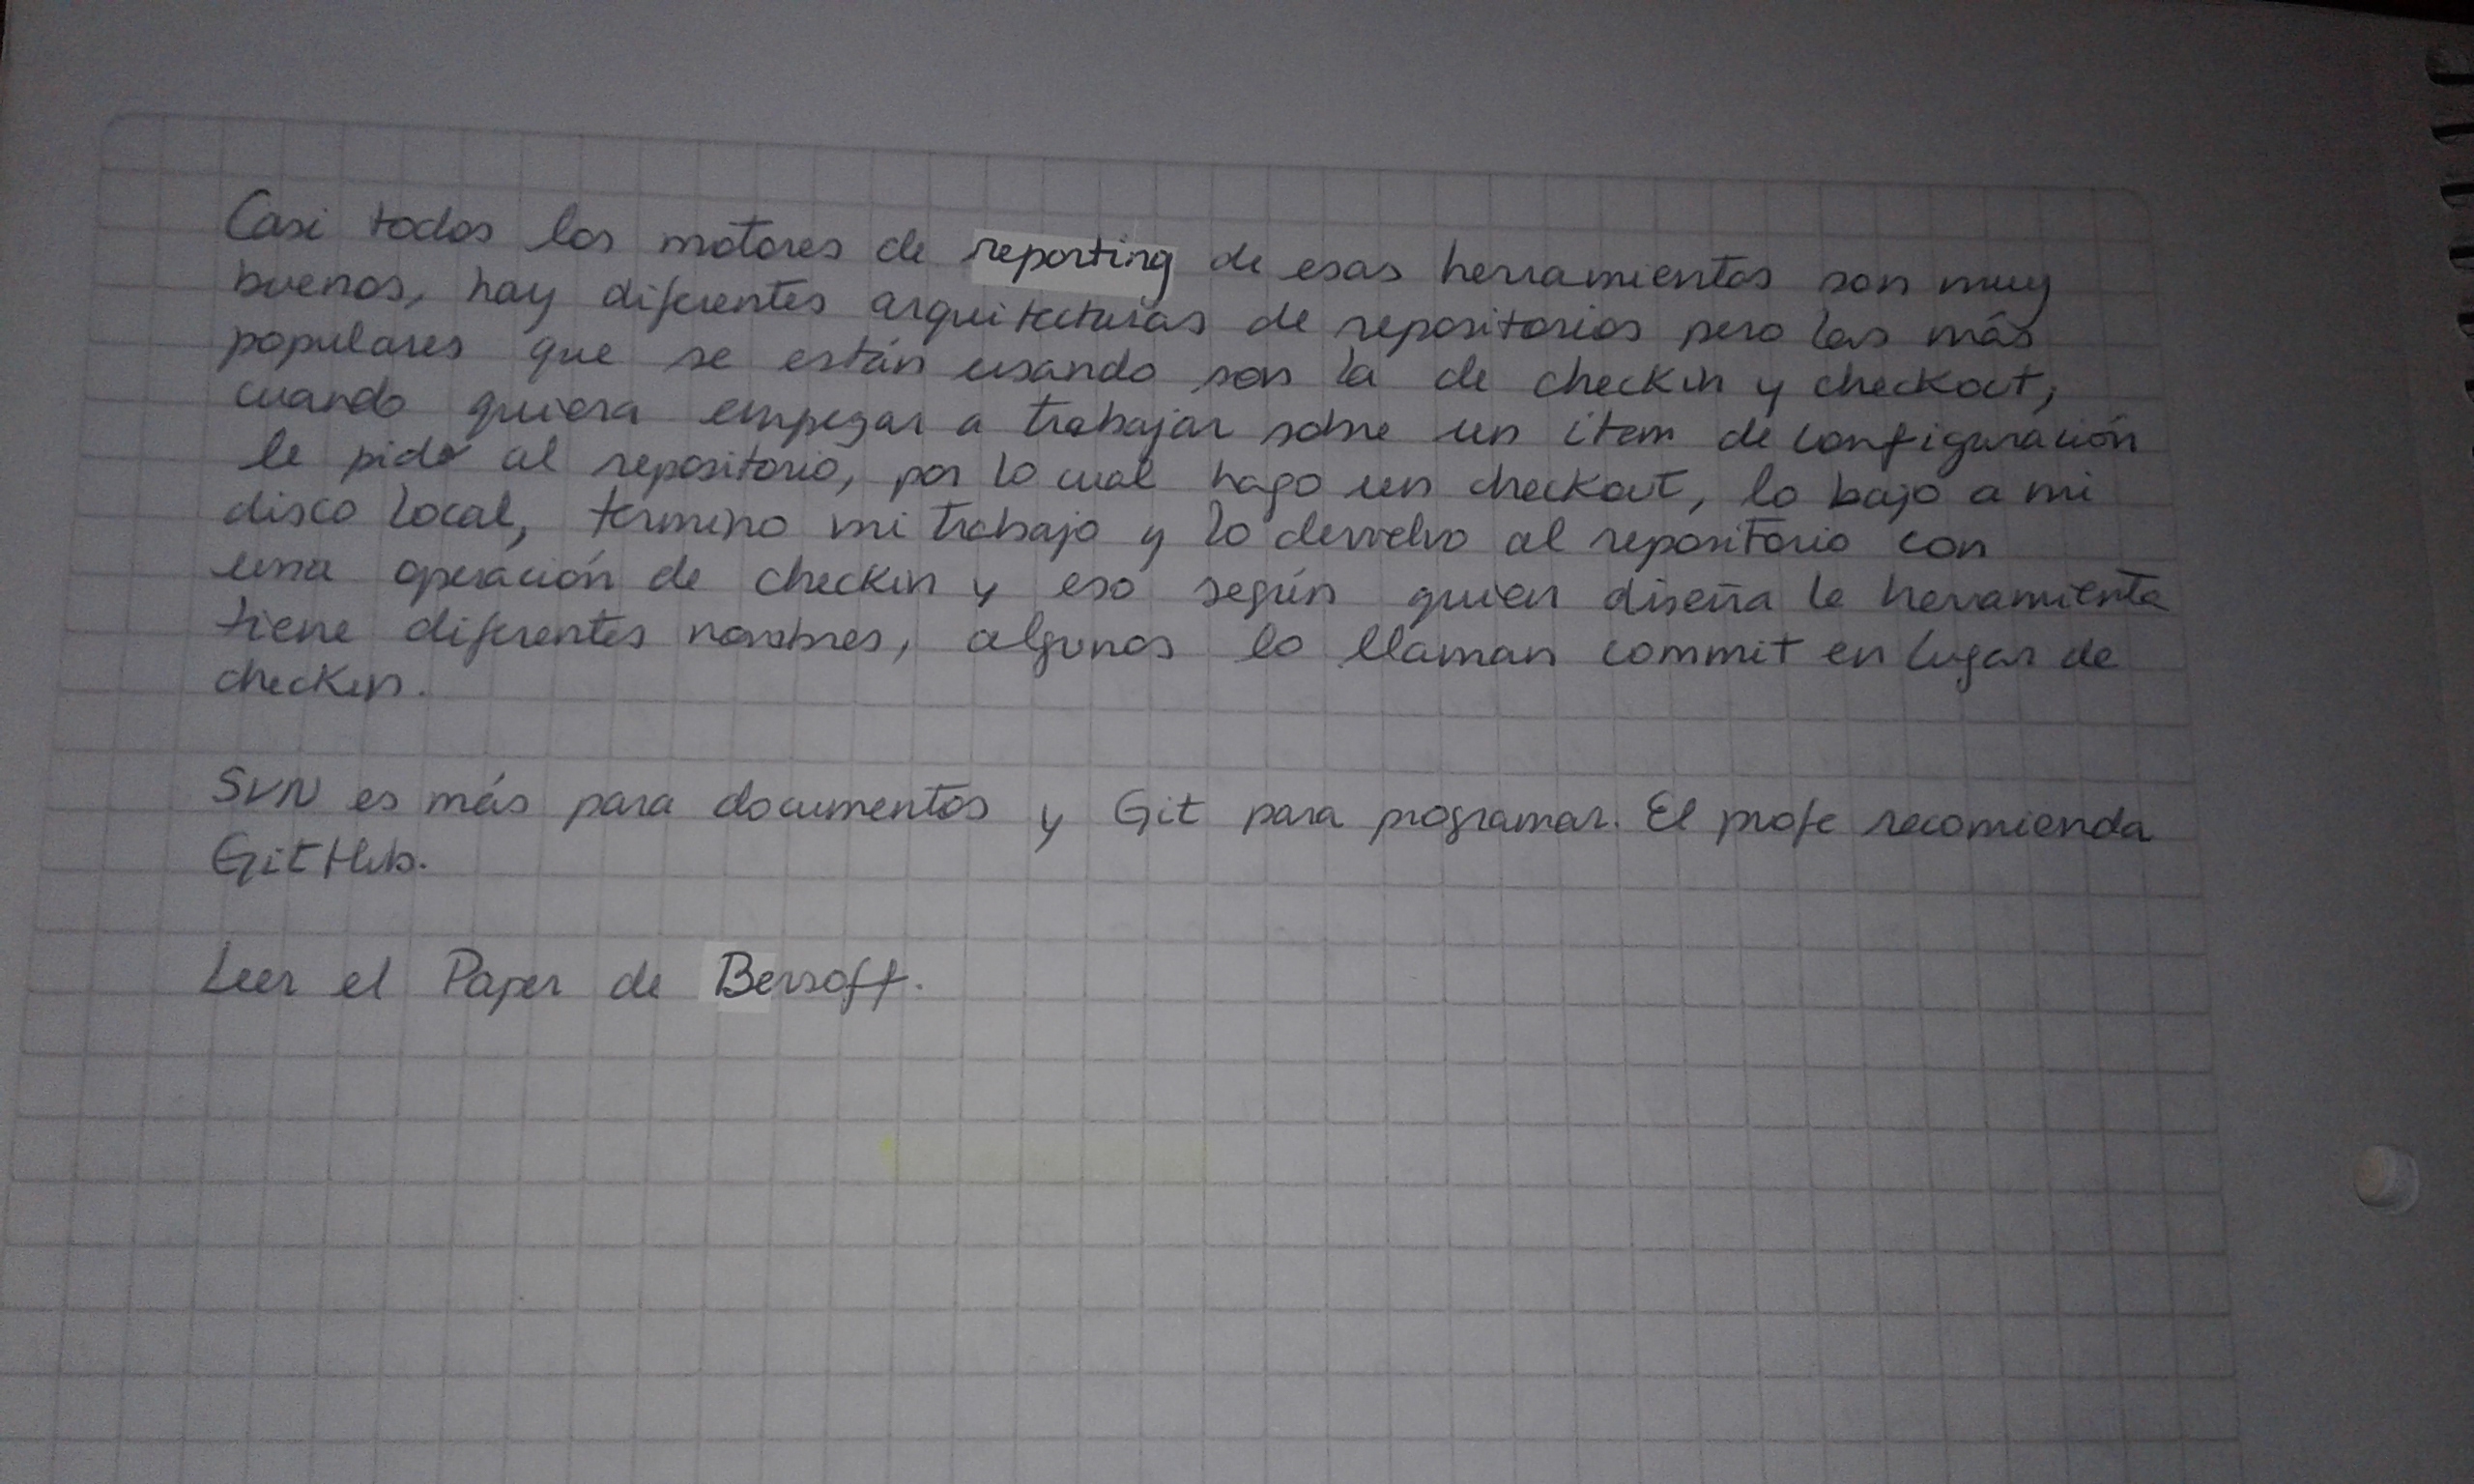 Casi todos los motores de reporting de esas herramientas son muy
buenos, hay diferentes arquitecturas de repositorios pero las más
populares que se están usando son la de checkin y checkout,
cuando quiera empezar a trabajar sobre un item de configuración
le pido al repositorio, por lo cual hago un checkout, lo bajo a mi
disco local, termino mi trabajo y lo devuelvo al repositorio con
una operación de checkin y eso según quien diseña la herramienta
tiene diferentes nombres, algunos lo llaman commit en lugar de
checkin.
SVN es más para documentos y Git para programar. El profe recomienda
GitHub.
Leer el Paper de Bersoff.